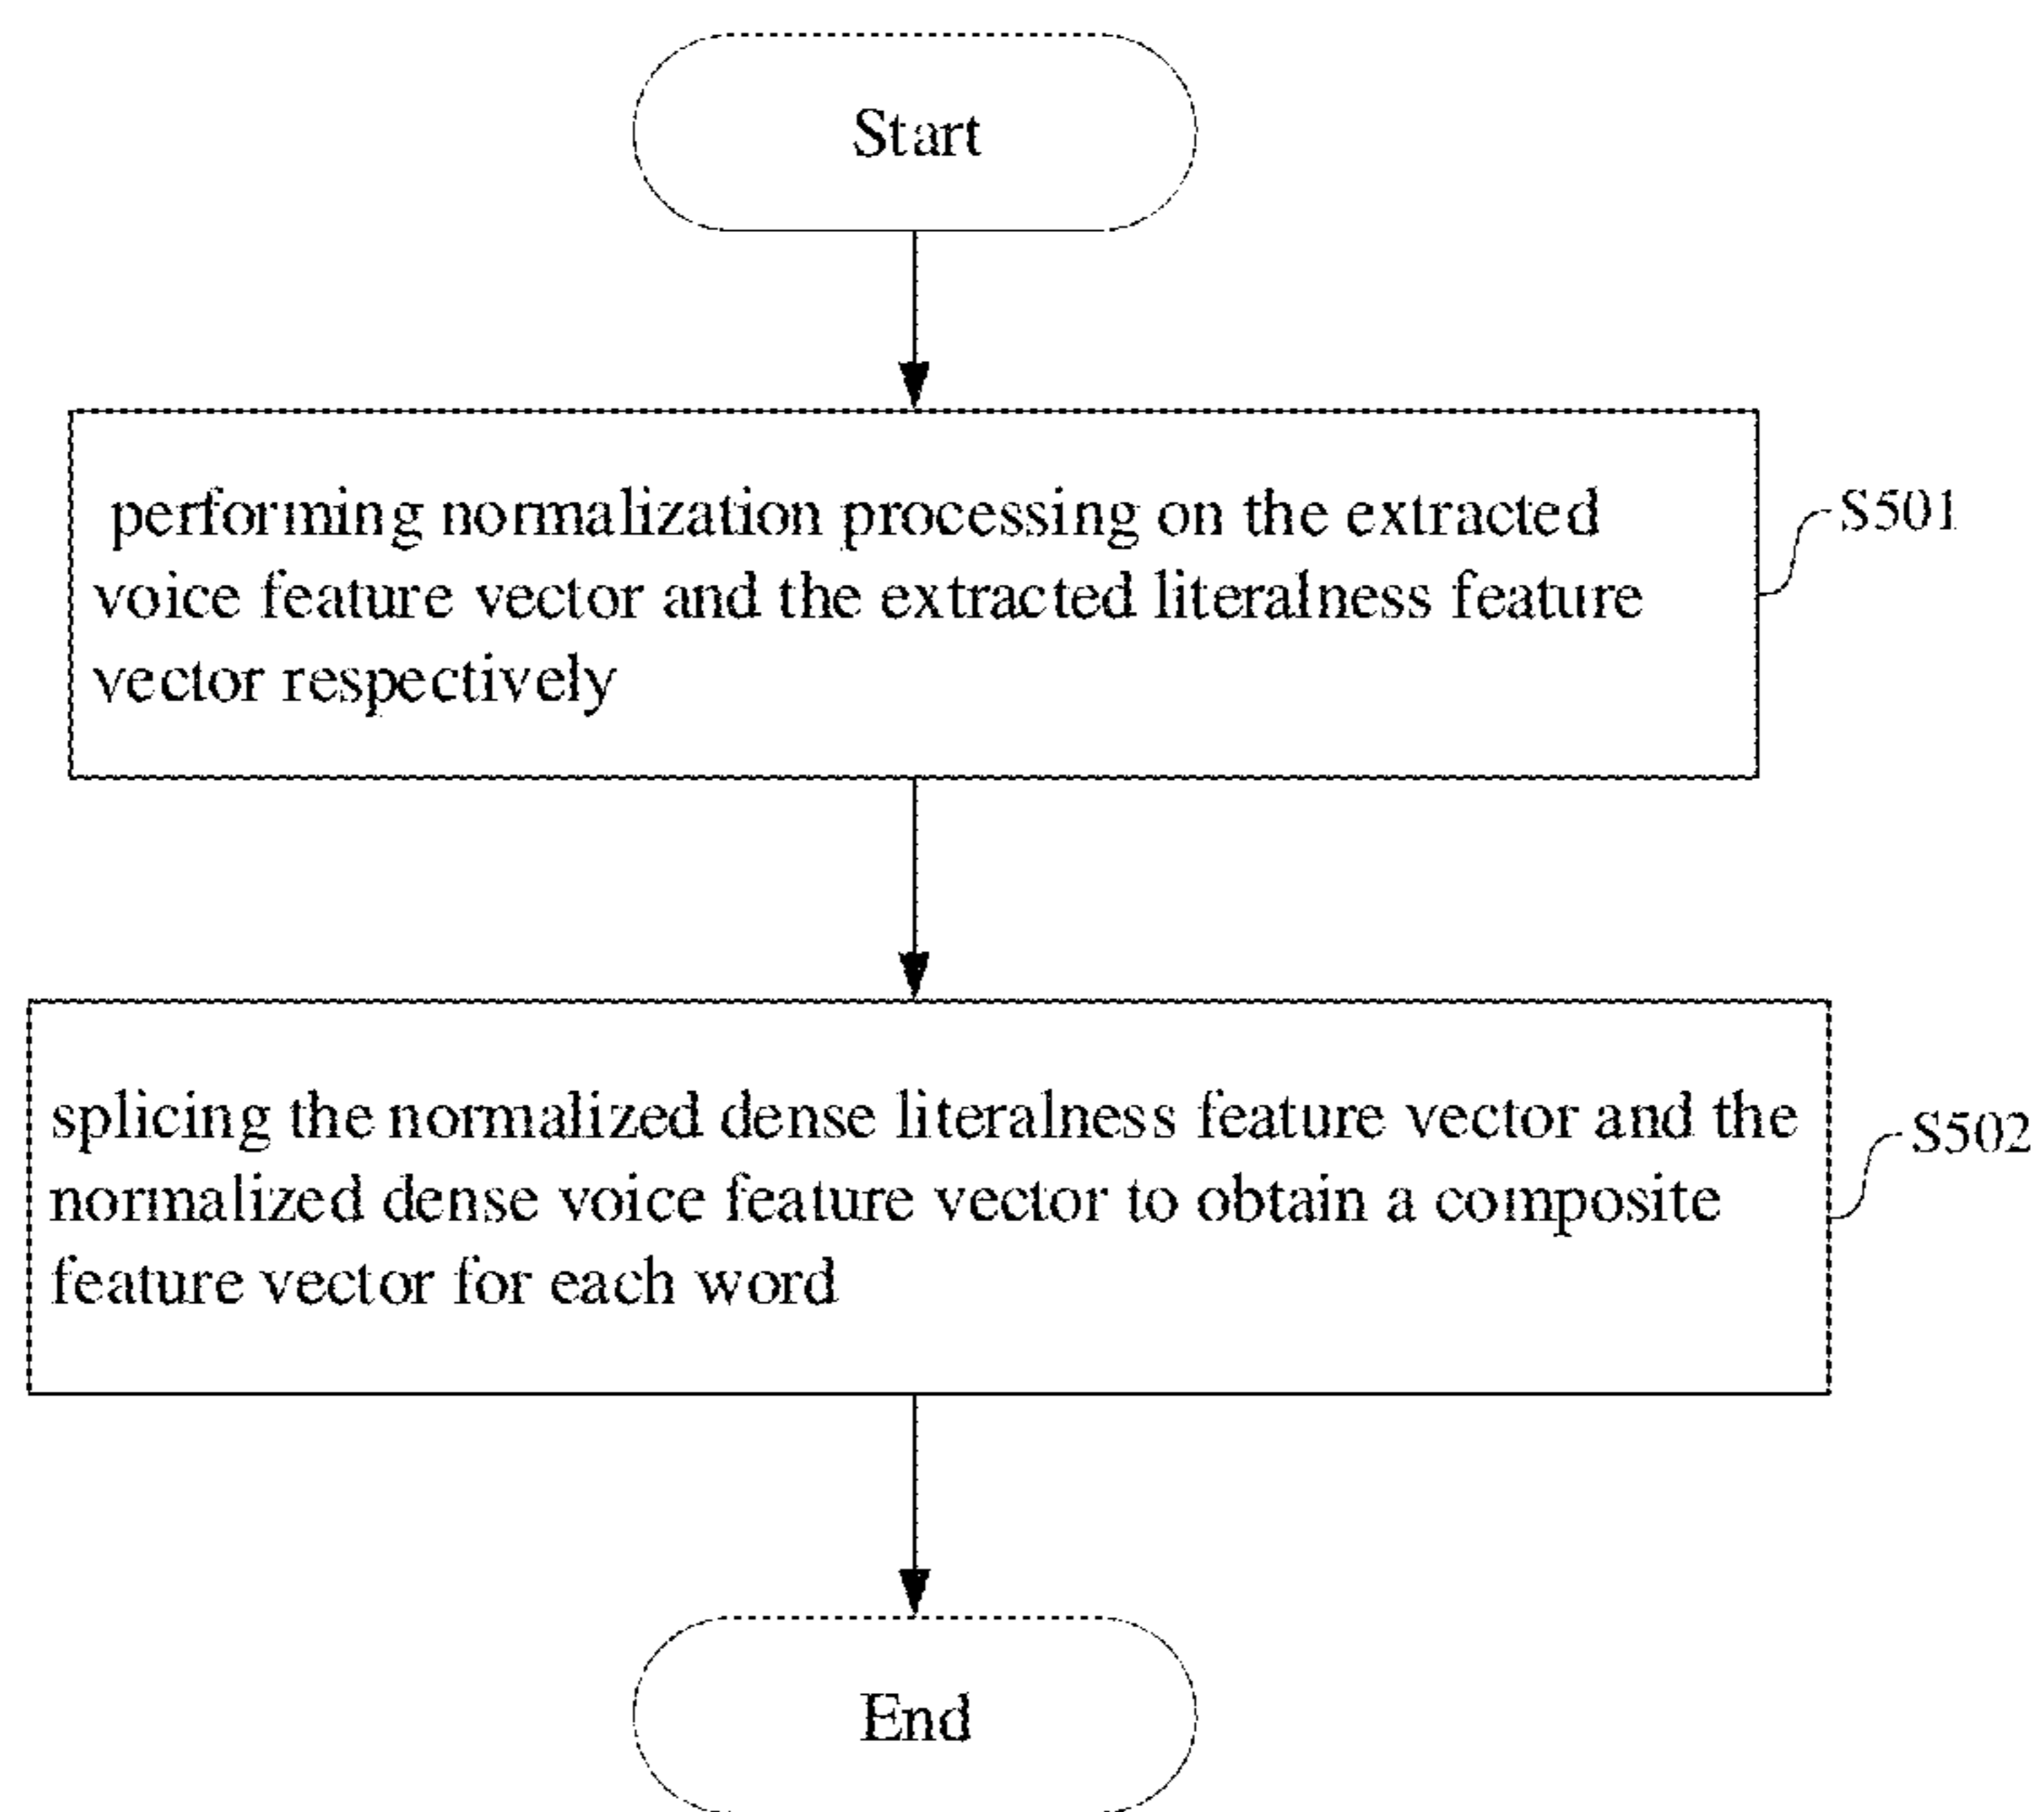 Start
performing normalization processing on the extracted
voice feature vector and the extracted literalness feature
vector respectively
S501
splicing the normalized dense literalness feature vector and the
normalized dense voice feature vector to obtain a composite
feature vector for each word
S502
End